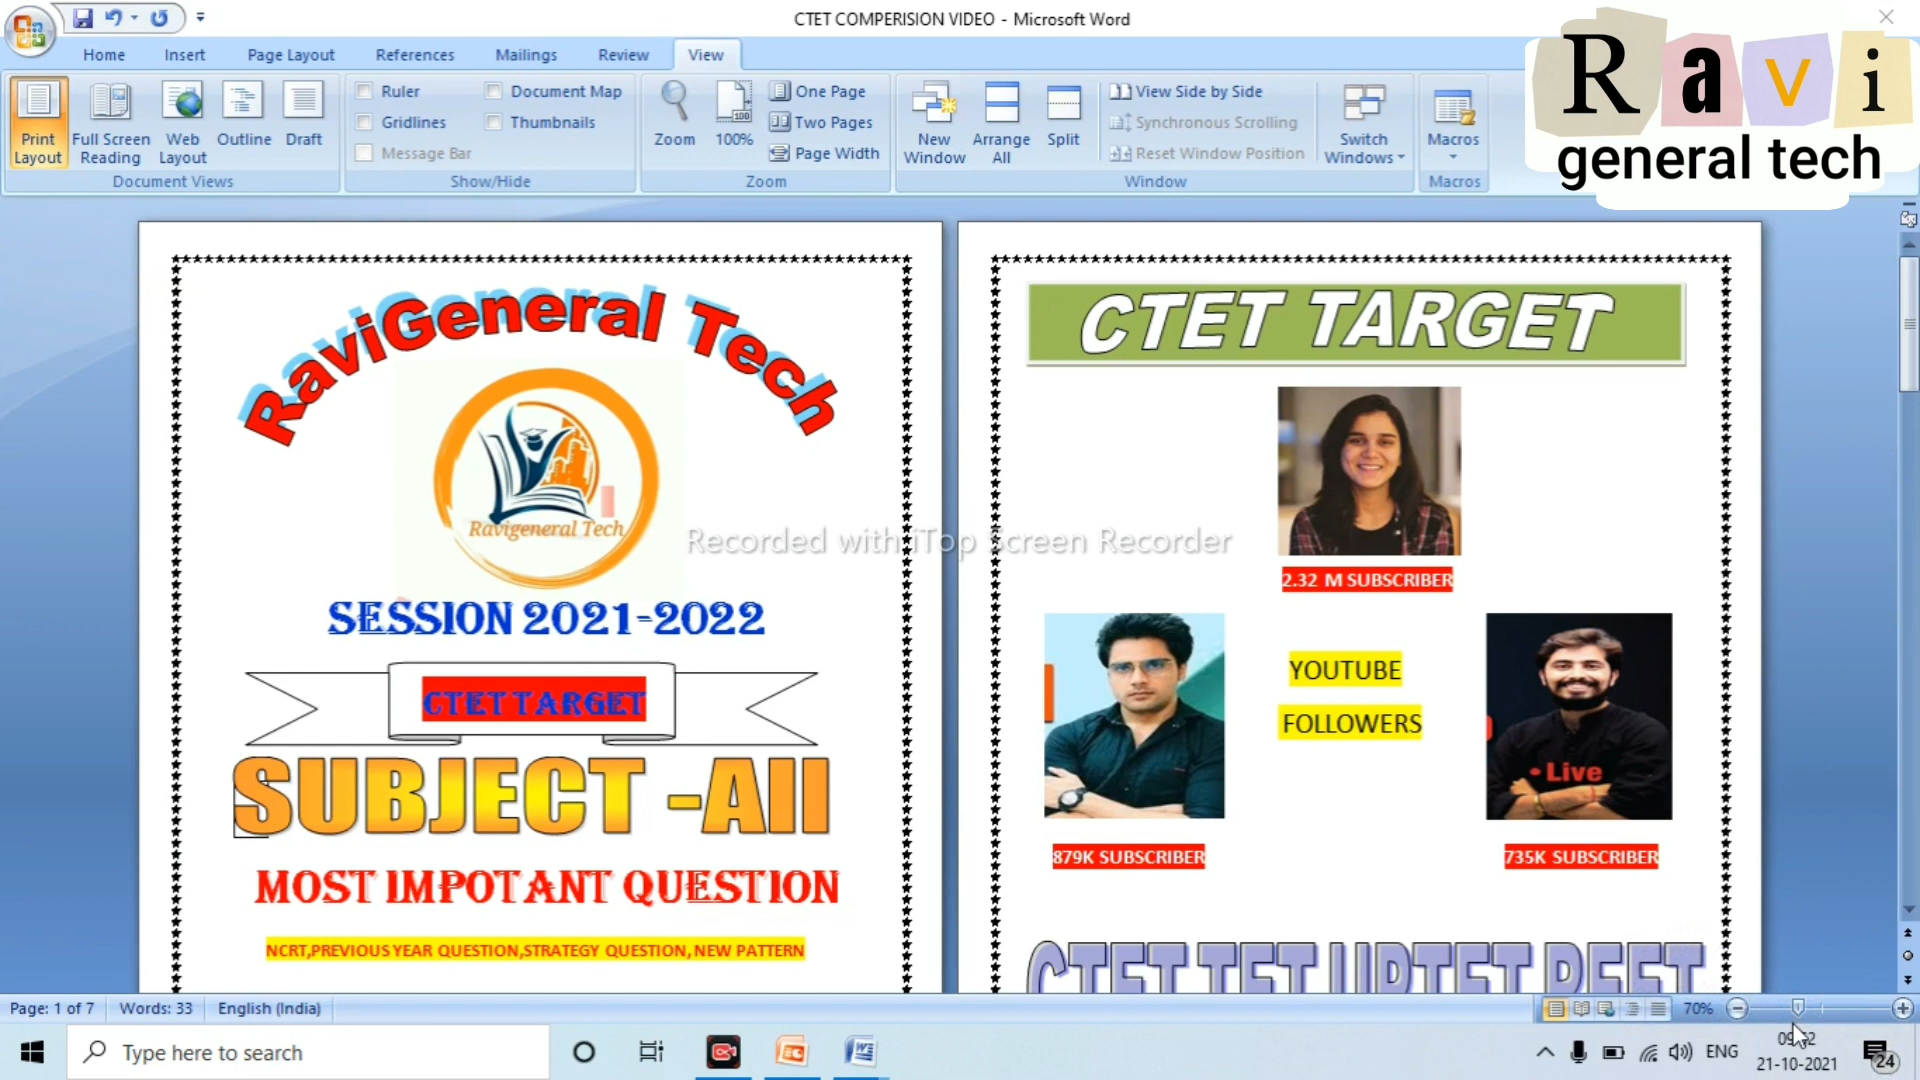 CTET COMPERISION VIDEO - Microsoft Word
Home Insert Page Layout References Mailings Review View
Print Layout
Full Screen Reading
Web Layout
Outline
Draft
Document Views
Ruler
Gridlines
Message Bar
Document Map
Thumbnails
Show/Hide
Zoom
100%
One Page
Two Pages
Page Width
Zoom
New Window
Arrange All
Split
View Side by Side
Synchronous Scrolling
Reset Window Position
Switch Windows
Window
Macros
Macros
Ravi
general tech
RaviGeneral Tech
Ravigeneral Tech
SESSION 2021-2022
CTET TARGET
SUBJECT -All
MOST IMPOTANT QUESTION
NCRT,PREVIOUS YEAR QUESTION,STRATEGY QUESTION, NEW PATTERN
Recorded with iTop Screen Recorder
CTET TARGET
2.32 M SUBSCRIBER
YOUTUBE
FOLLOWERS
Live
879K SUBSCRIBER
735K SUBSCRIBER
CTET TET UPTET REET
Page: 1 of 7 Words: 33 English (India)
70%
Type here to search
ENG
21-10-2021
24